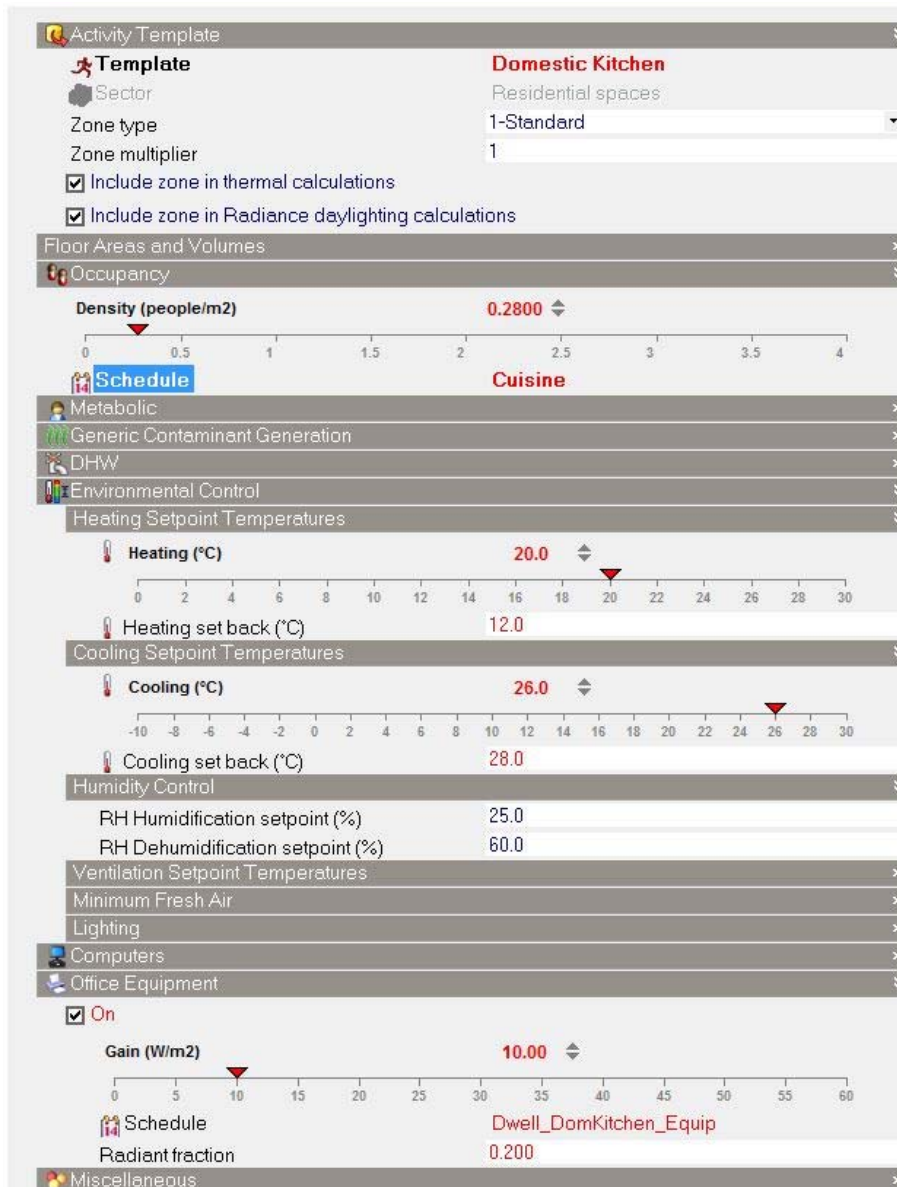 Activity Template
Template Domestic Kitchen
Sector Residential spaces
Zone type 1-Standard
Zone multiplier 1
Include zone in thermal calculations
Include zone in Radiance daylighting calculations
Floor Areas and Volumes
Occupancy
Density (people/m2) 0.2800
0 0.5 1 1.5 2 2.5 3 3.5 4
14 Schedule Cuisine
Metabolic
Generic Contaminant Generation
DHW
Environmental Control
Heating Setpoint Temperatures
Heating (°C) 20.0
0 2 4 6 8 10 12 14 16 18 20 22 24 26 28 30
Heating set back (°C) 12.0
Cooling Setpoint Temperatures
Cooling (°C) 26.0
-10 -8 -6 -4 -2 0 2 4 6 8 10 12 14 16 18 20 22 24 26 28 30
Cooling set back (°C) 28.0
Humidity Control
RH Humidification setpoint (%) 25.0
RH Dehumidification setpoint (%) 60.0
Ventilation Setpoint Temperatures
Minimum Fresh Air
Lighting
Computers
Office Equipment
On
Gain (W/m2) 10.00
0 5 10 15 20 25 30 35 40 45 50 55 60
14 Schedule Dwell_DomKitchen_Equip
Radiant fraction 0.200
Miscellaneous